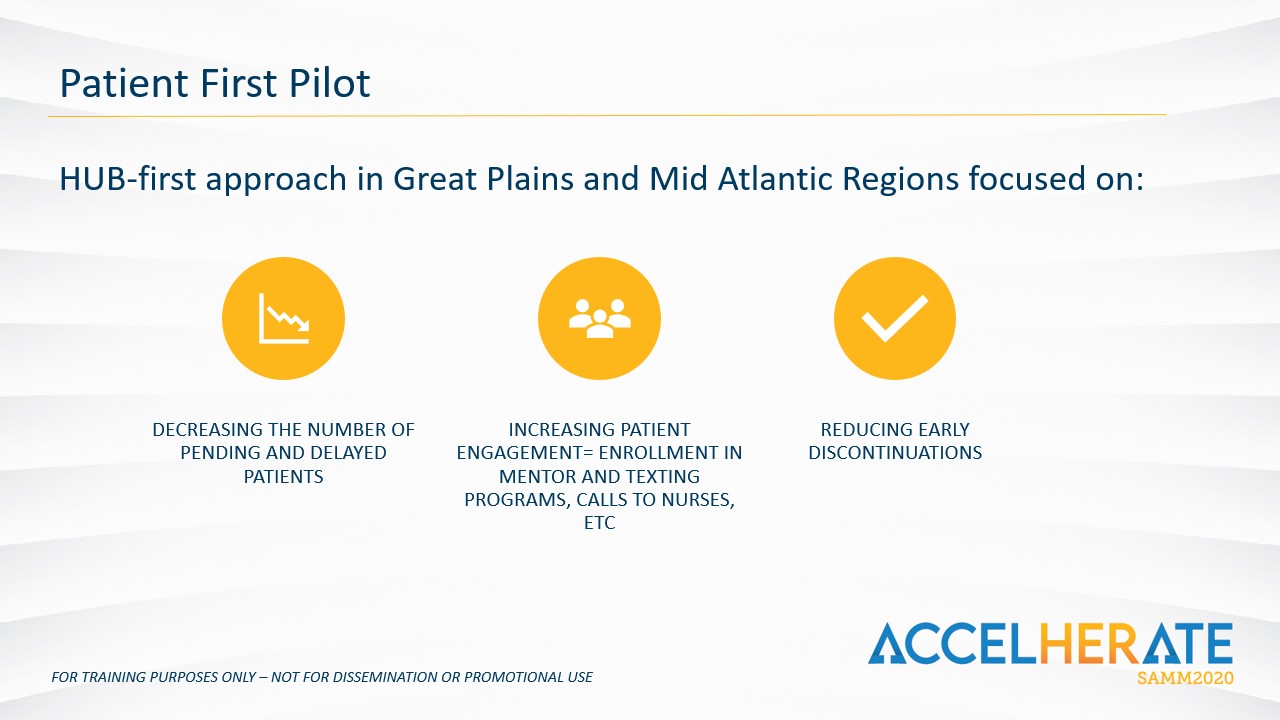 Patient First Pilot
HUB-first approach in Great Plains and Mid Atlantic Regions focused on:
DECREASING THE NUMBER OF
PENDING AND DELAYED
PATIENTS
INCREASING PATIENT
ENGAGEMENT= ENROLLMENT IN
MENTOR AND TEXTING
PROGRAMS, CALLS TO NURSES,
ETC
REDUCING EARLY
DISCONTINUATIONS
ACCELHERATE
SAMM2020
FOR TRAINING PURPOSES ONLY – NOT FOR DISSEMINATION OR PROMOTIONAL USE